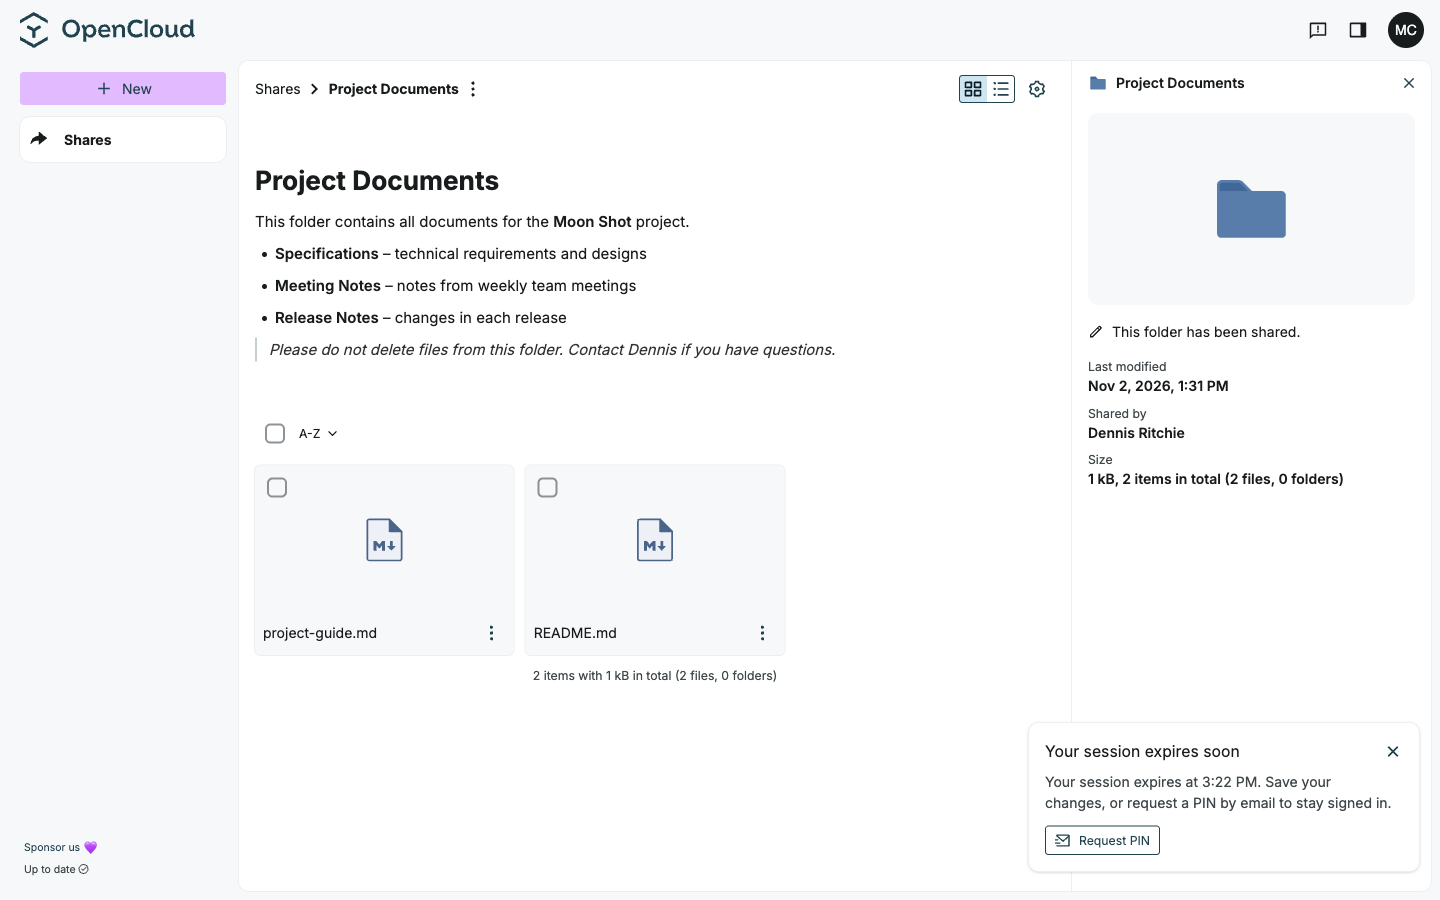 OpenCloud
MC
New
Shares
Shares
Project Documents
Project Documents
Project Documents
This folder contains all documents for the Moon Shot project.
• Specifications – technical requirements and designs
• Meeting Notes – notes from weekly team meetings
• Release Notes – changes in each release
Please do not delete files from this folder. Contact Dennis if you have questions.
A-Z
M
project-guide.md
M
README.md
2 items with 1 kB in total (2 files, 0 folders)
This folder has been shared.
Last modified
Nov 2, 2026, 1:31 PM
Shared by
Dennis Ritchie
Size
1 kB, 2 items in total (2 files, 0 folders)
Your session expires soon
Your session expires at 3:22 PM. Save your
changes, or request a PIN by email to stay signed in.
Request PIN
Sponsor us 💜
Up to date